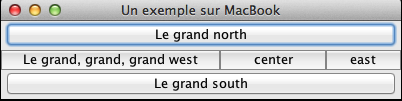 Un exemple sur MacBook
Le grand north
Le grand, grand, grand west center east
Le grand south